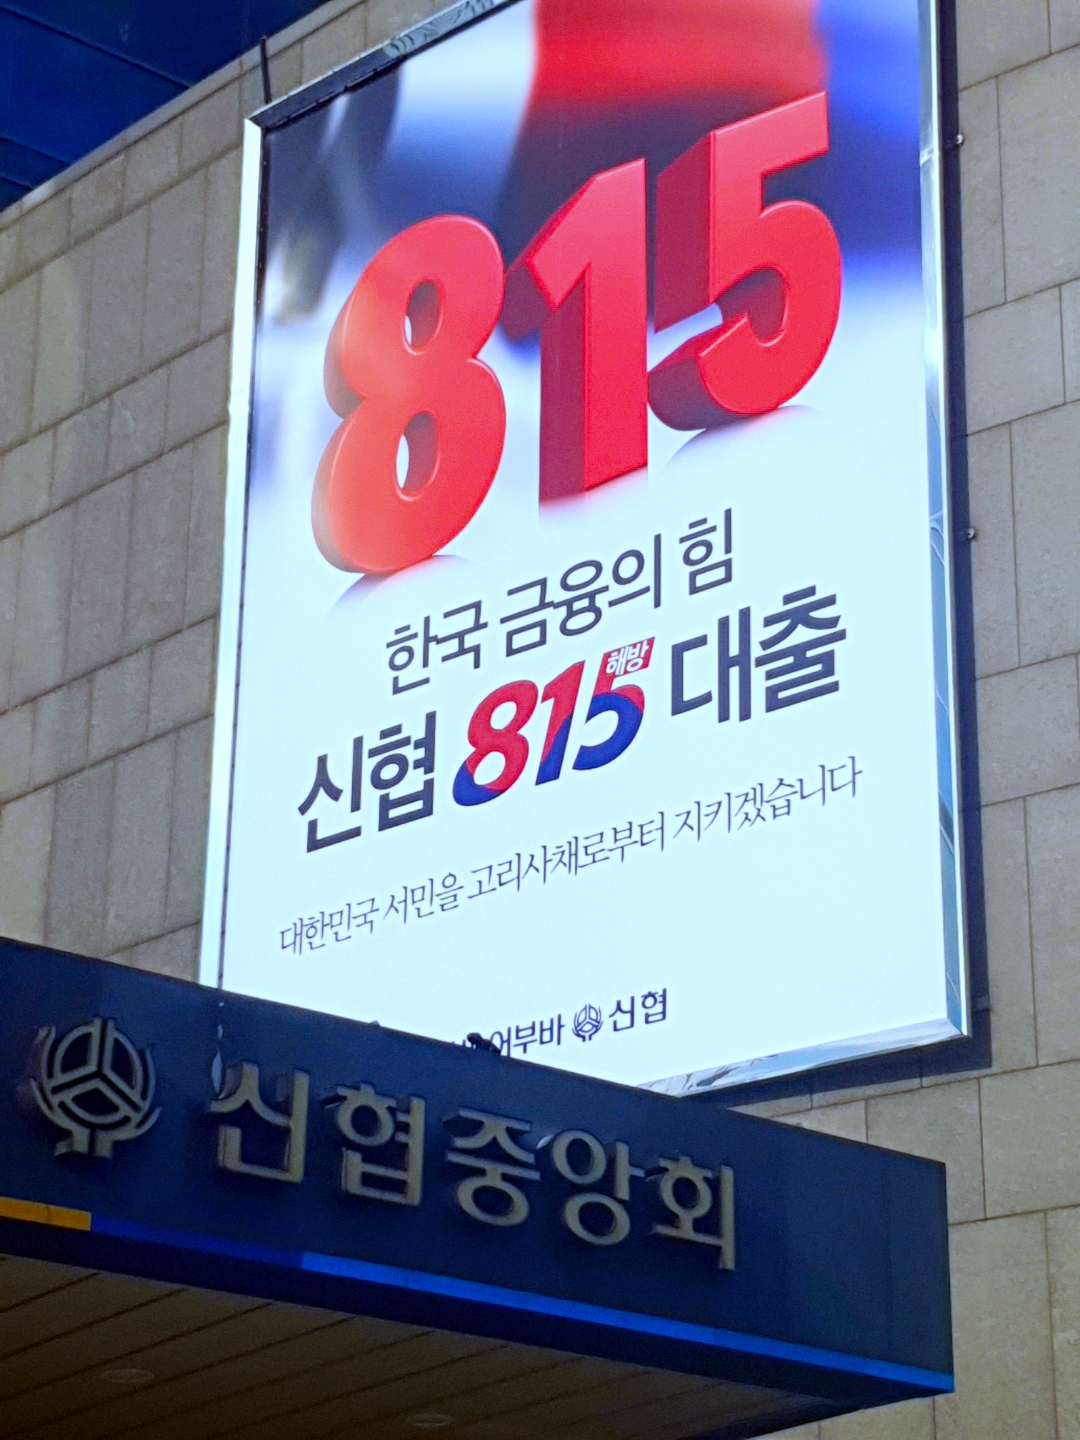 815
한국 금융의 힘
신협 815 해방 대출
대한민국 서민을 고리사채로부터 지키겠습니다
어부바 신협
신협중앙회